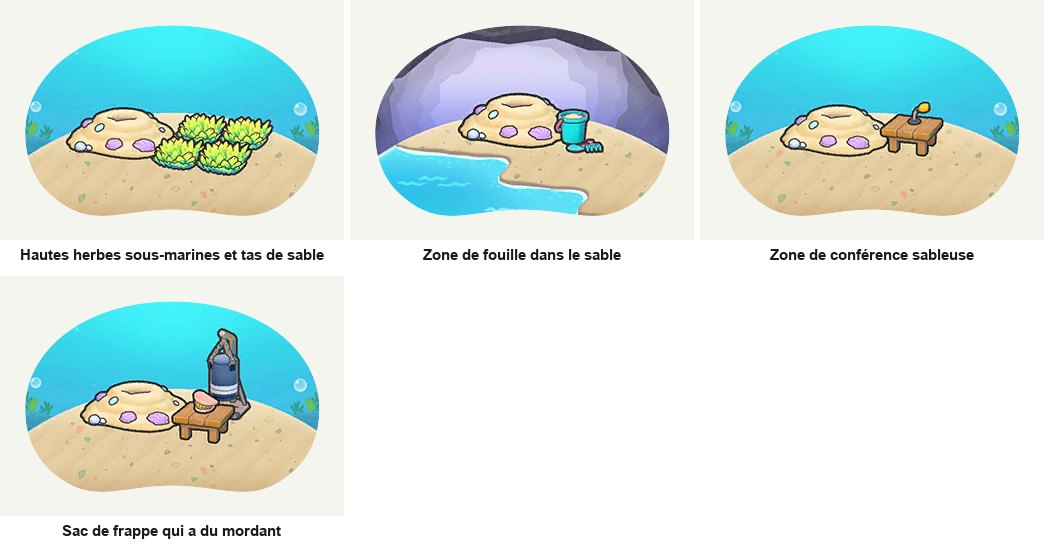 Hautes herbes sous-marines et tas de sable
Zone de fouille dans le sable
Zone de conférence sableuse
Sac de frappe qui a du mordant